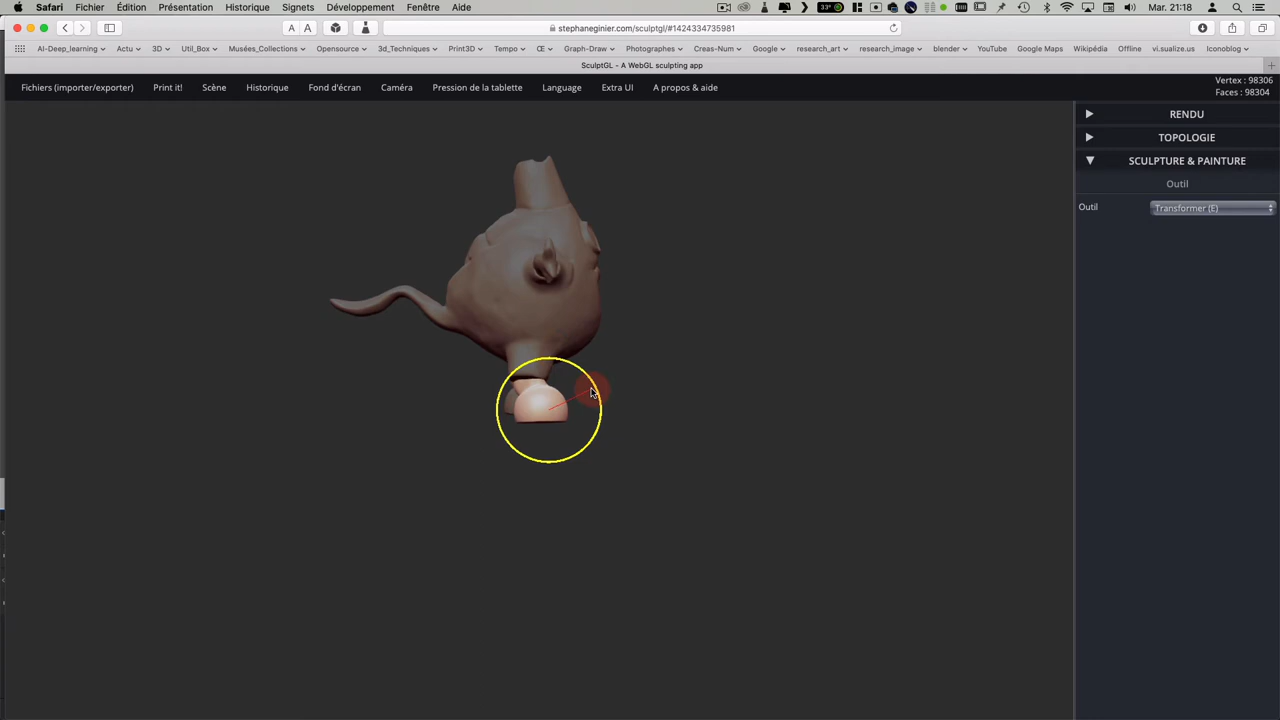 Safari Fichier Édition Présentation Historique Signets Développement Fenêtre Aide 33° Mar. 21:18
A A stephaneginier.com/sculptgl/#1424334735981
AI-Deep_learning Actu 3D Util_Box Musées_Collections Opensource 3d_Techniques Print3D Tempo Œ Graph-Draw Photographes Creas-Num Google research_art research_image blender YouTube Google Maps Wikipédia Offline vi.sualize.us Iconoblog
SculptGL - A WebGL sculpting app
Fichiers (importer/exporter) Print it! Scène Historique Fond d'écran Caméra Pression de la tablette Language Extra UI A propos & aide
Vertex : 98306
Faces : 98304
RENDU
TOPOLOGIE
SCULPTURE & PAINTURE
Outil
Outil Transformer (E)